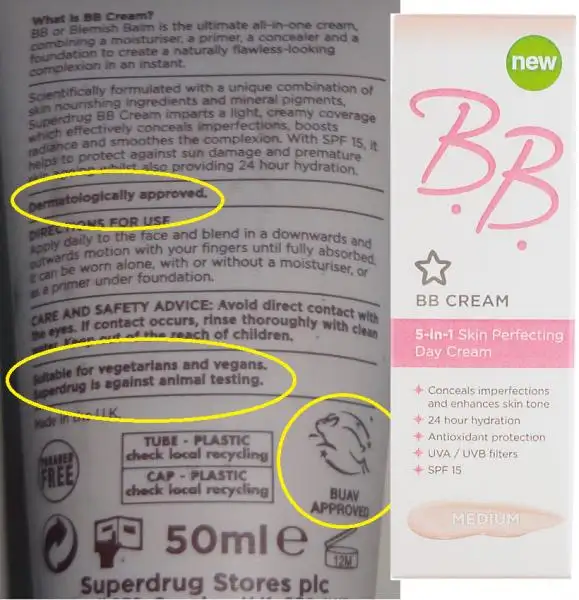 What is BB Cream?
BB or Blemish Balm is the ultimate all-in-one cream,
combining a moisturiser, a primer, a concealer and a
foundation to create a naturally flawless-looking
complexion in an instant.
Scientifically formulated with a unique combination of
skin nourishing ingredients and mineral pigments,
Superdrug BB Cream imparts a light, creamy coverage
which effectively conceals imperfections, boosts
radiance and smoothes the complexion. With SPF 15, it
helps to protect against sun damage and premature
whilst also providing 24 hour hydration.
Dermatologically approved.
DIRECTIONS FOR USE
Apply daily to the face and blend in a downwards and
outwards motion with your fingers until fully absorbed.
It can be worn alone, with or without a moisturiser, or
as a primer under foundation.
CARE AND SAFETY ADVICE: Avoid direct contact with
the eyes. If contact occurs, rinse thoroughly with clean
water. Keep out of the reach of children.
Suitable for vegetarians and vegans.
Superdrug is against animal testing.
Made in the U.K.
PARABEN
FREE
TUBE - PLASTIC
check local recycling
CAP - PLASTIC
check local recycling
BUAV
APPROVED
50ml e
12M
Superdrug Stores plc
new
B.B.
BB CREAM
5-in-1 Skin Perfecting
Day Cream
Conceals imperfections
and enhances skin tone
24 hour hydration
Antioxidant protection
UVA / UVB filters
SPF 15
MEDIUM